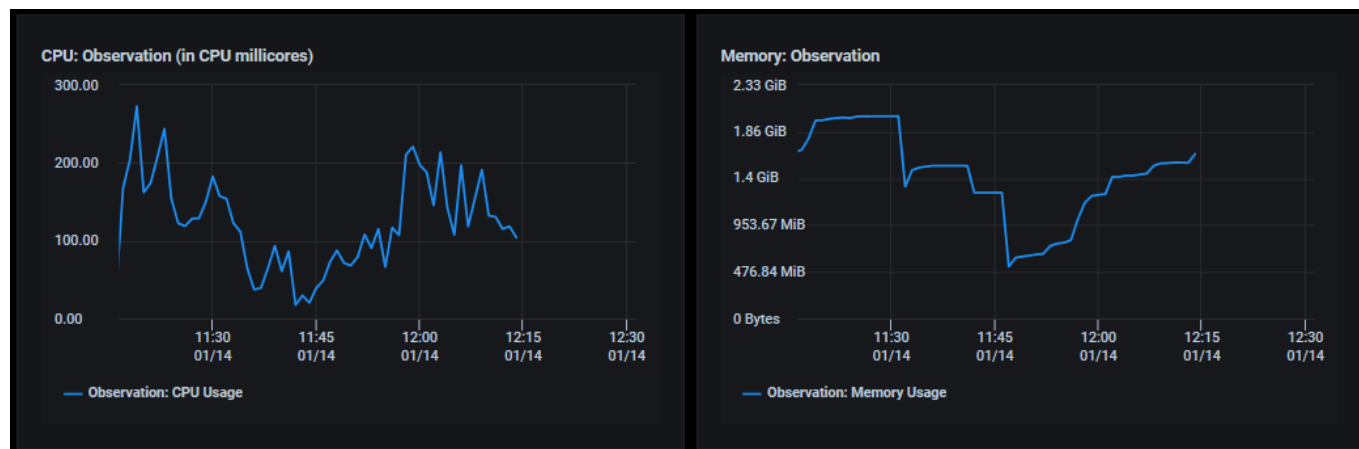 CPU: Observation (in CPU millicores)
300.00
200.00
100.00
0.00
11:30 11:45 12:00 12:15 12:30
01/14 01/14 01/14 01/14 01/14
Observation: CPU Usage
Memory: Observation
2.33 GiB
1.86 GiB
1.4 GiB
953.67 MiB
476.84 MiB
0 Bytes
11:30 11:45 12:00 12:15 12:30
01/14 01/14 01/14 01/14 01/14
Observation: Memory Usage